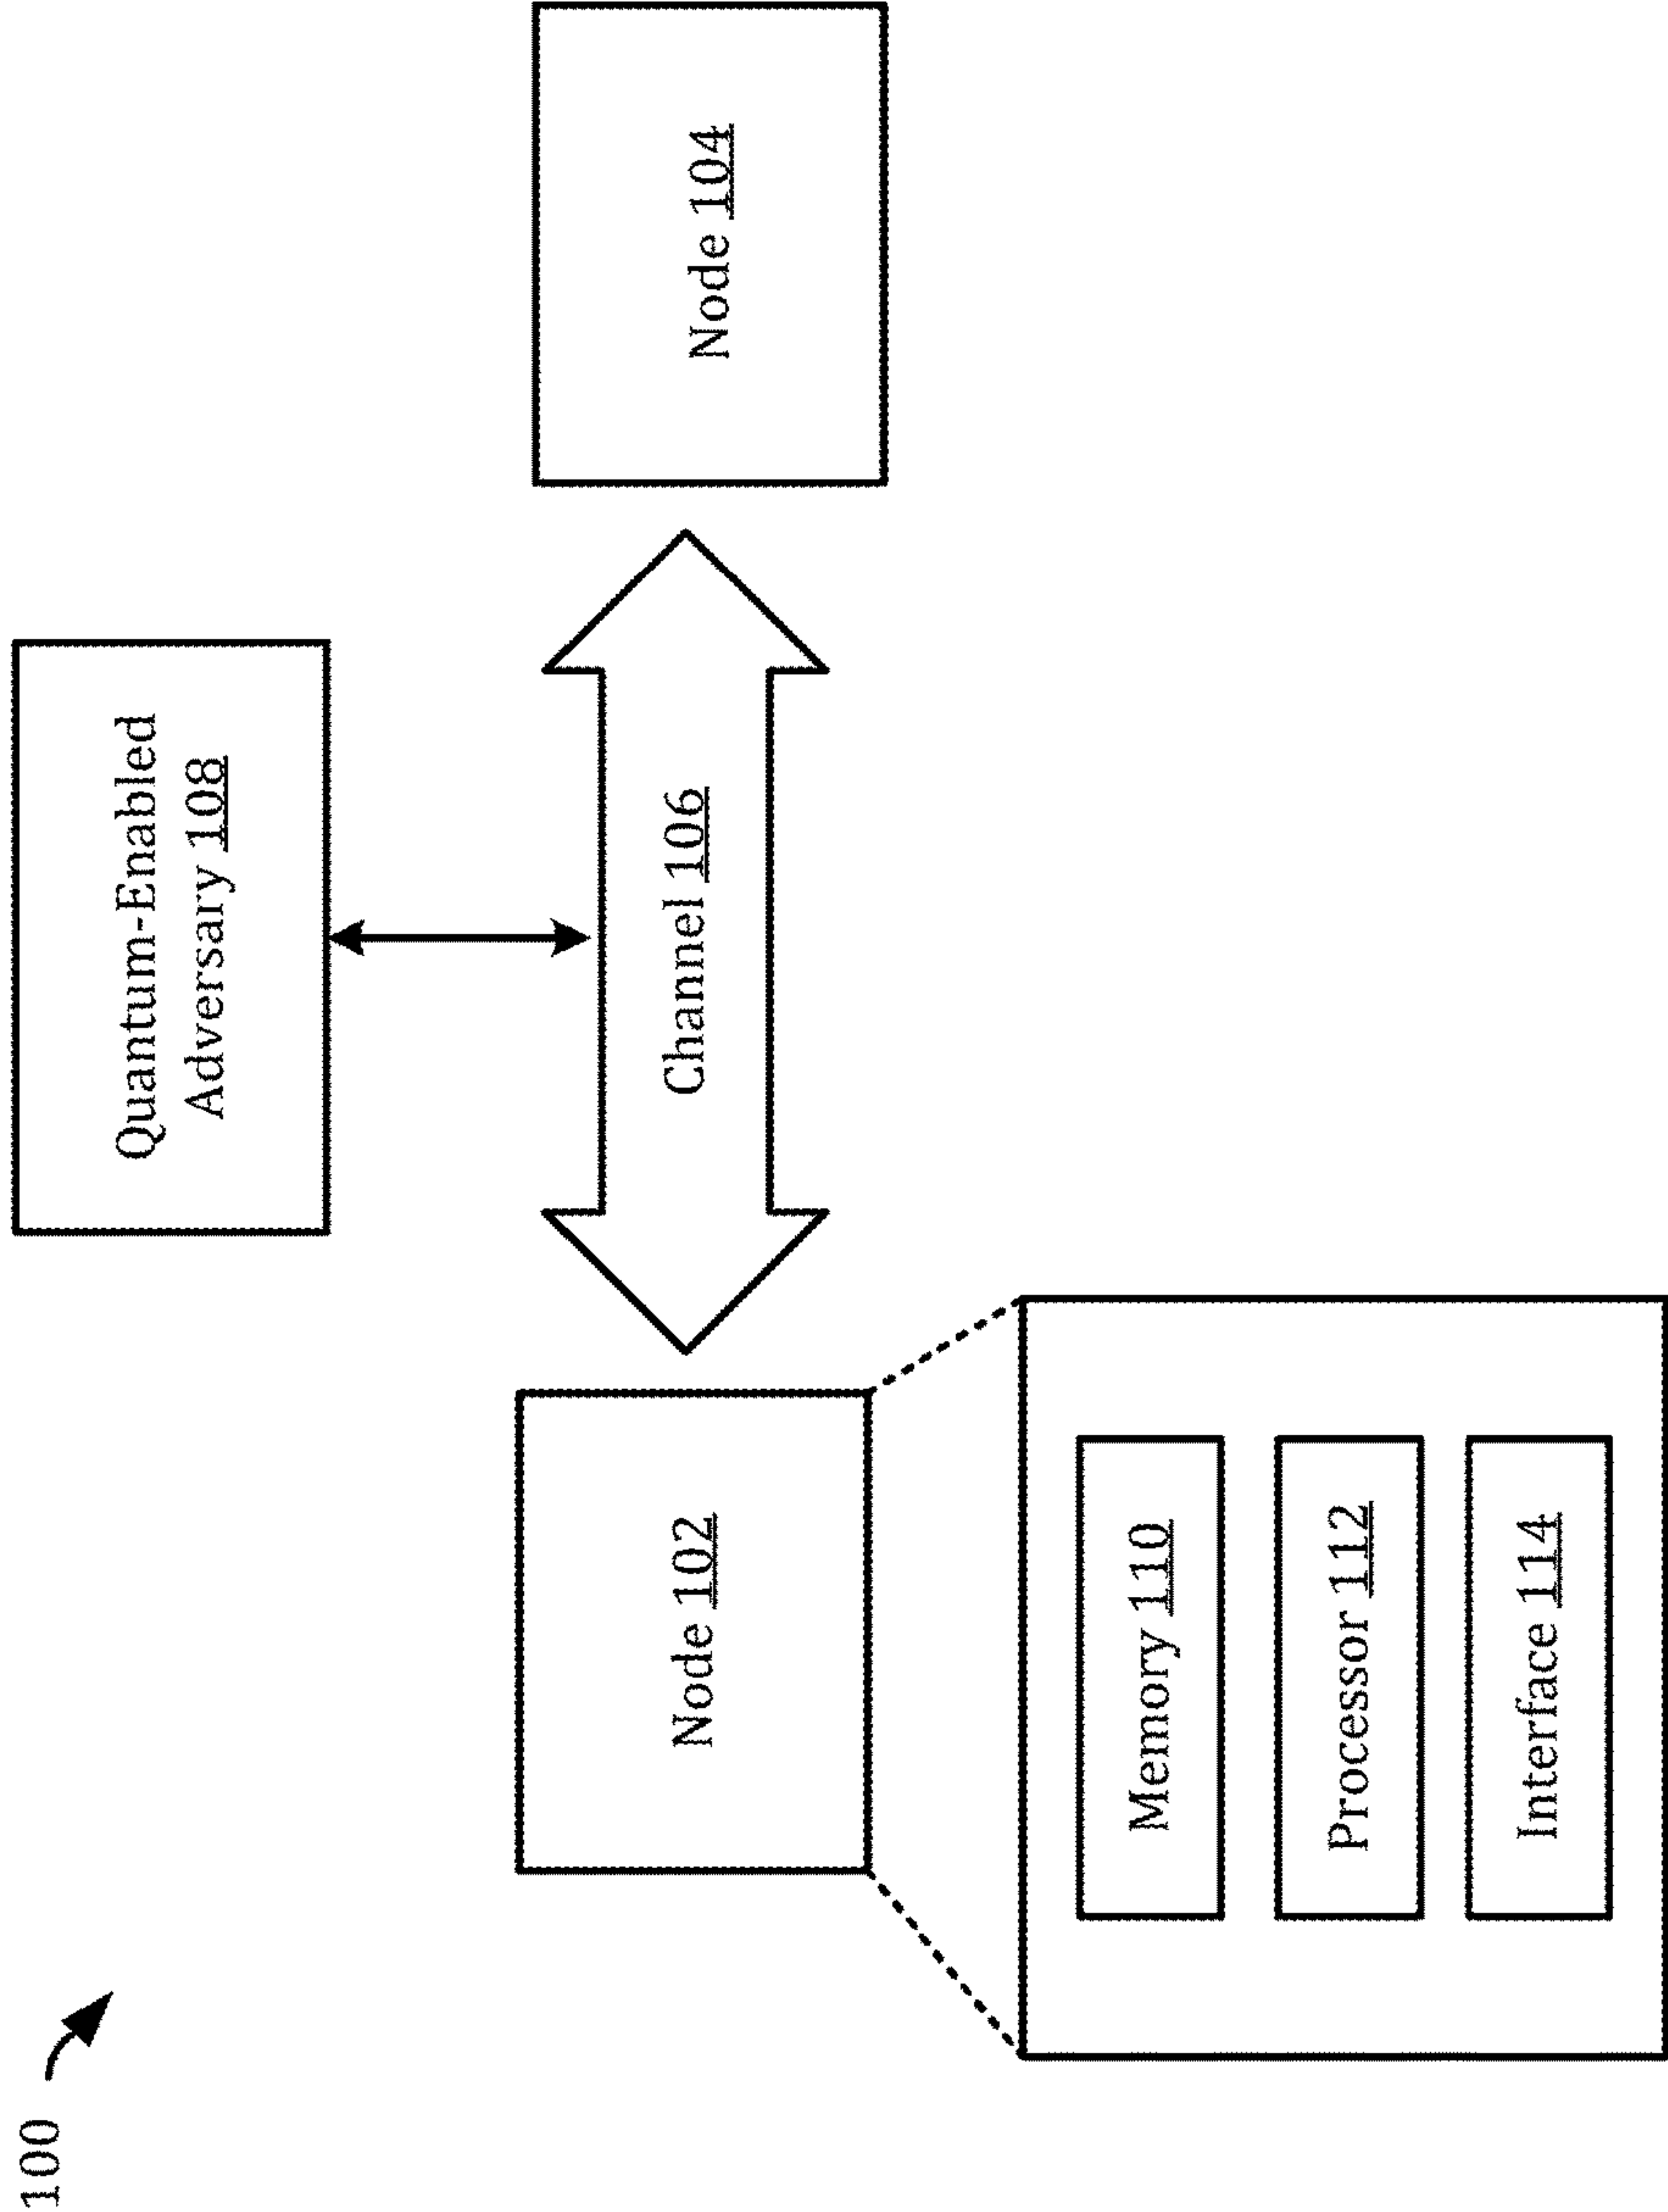 100
Quantum-Enabled
Adversary 108
Node 102
Channel 106
Node 104
Memory 110
Processor 112
Interface 114